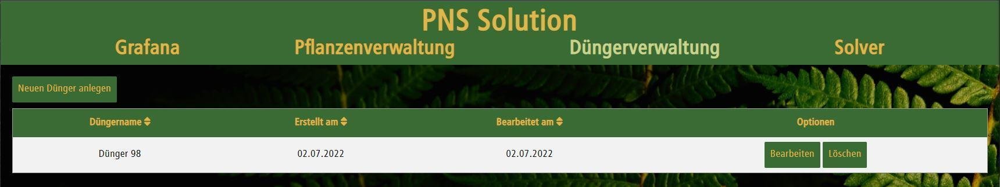 PNS Solution
Grafana Pflanzenverwaltung Düngerverwaltung Solver
Neuen Dünger anlegen
Düngername Erstellt am Bearbeitet am Optionen
Dünger 98 02.07.2022 02.07.2022 Bearbeiten Löschen